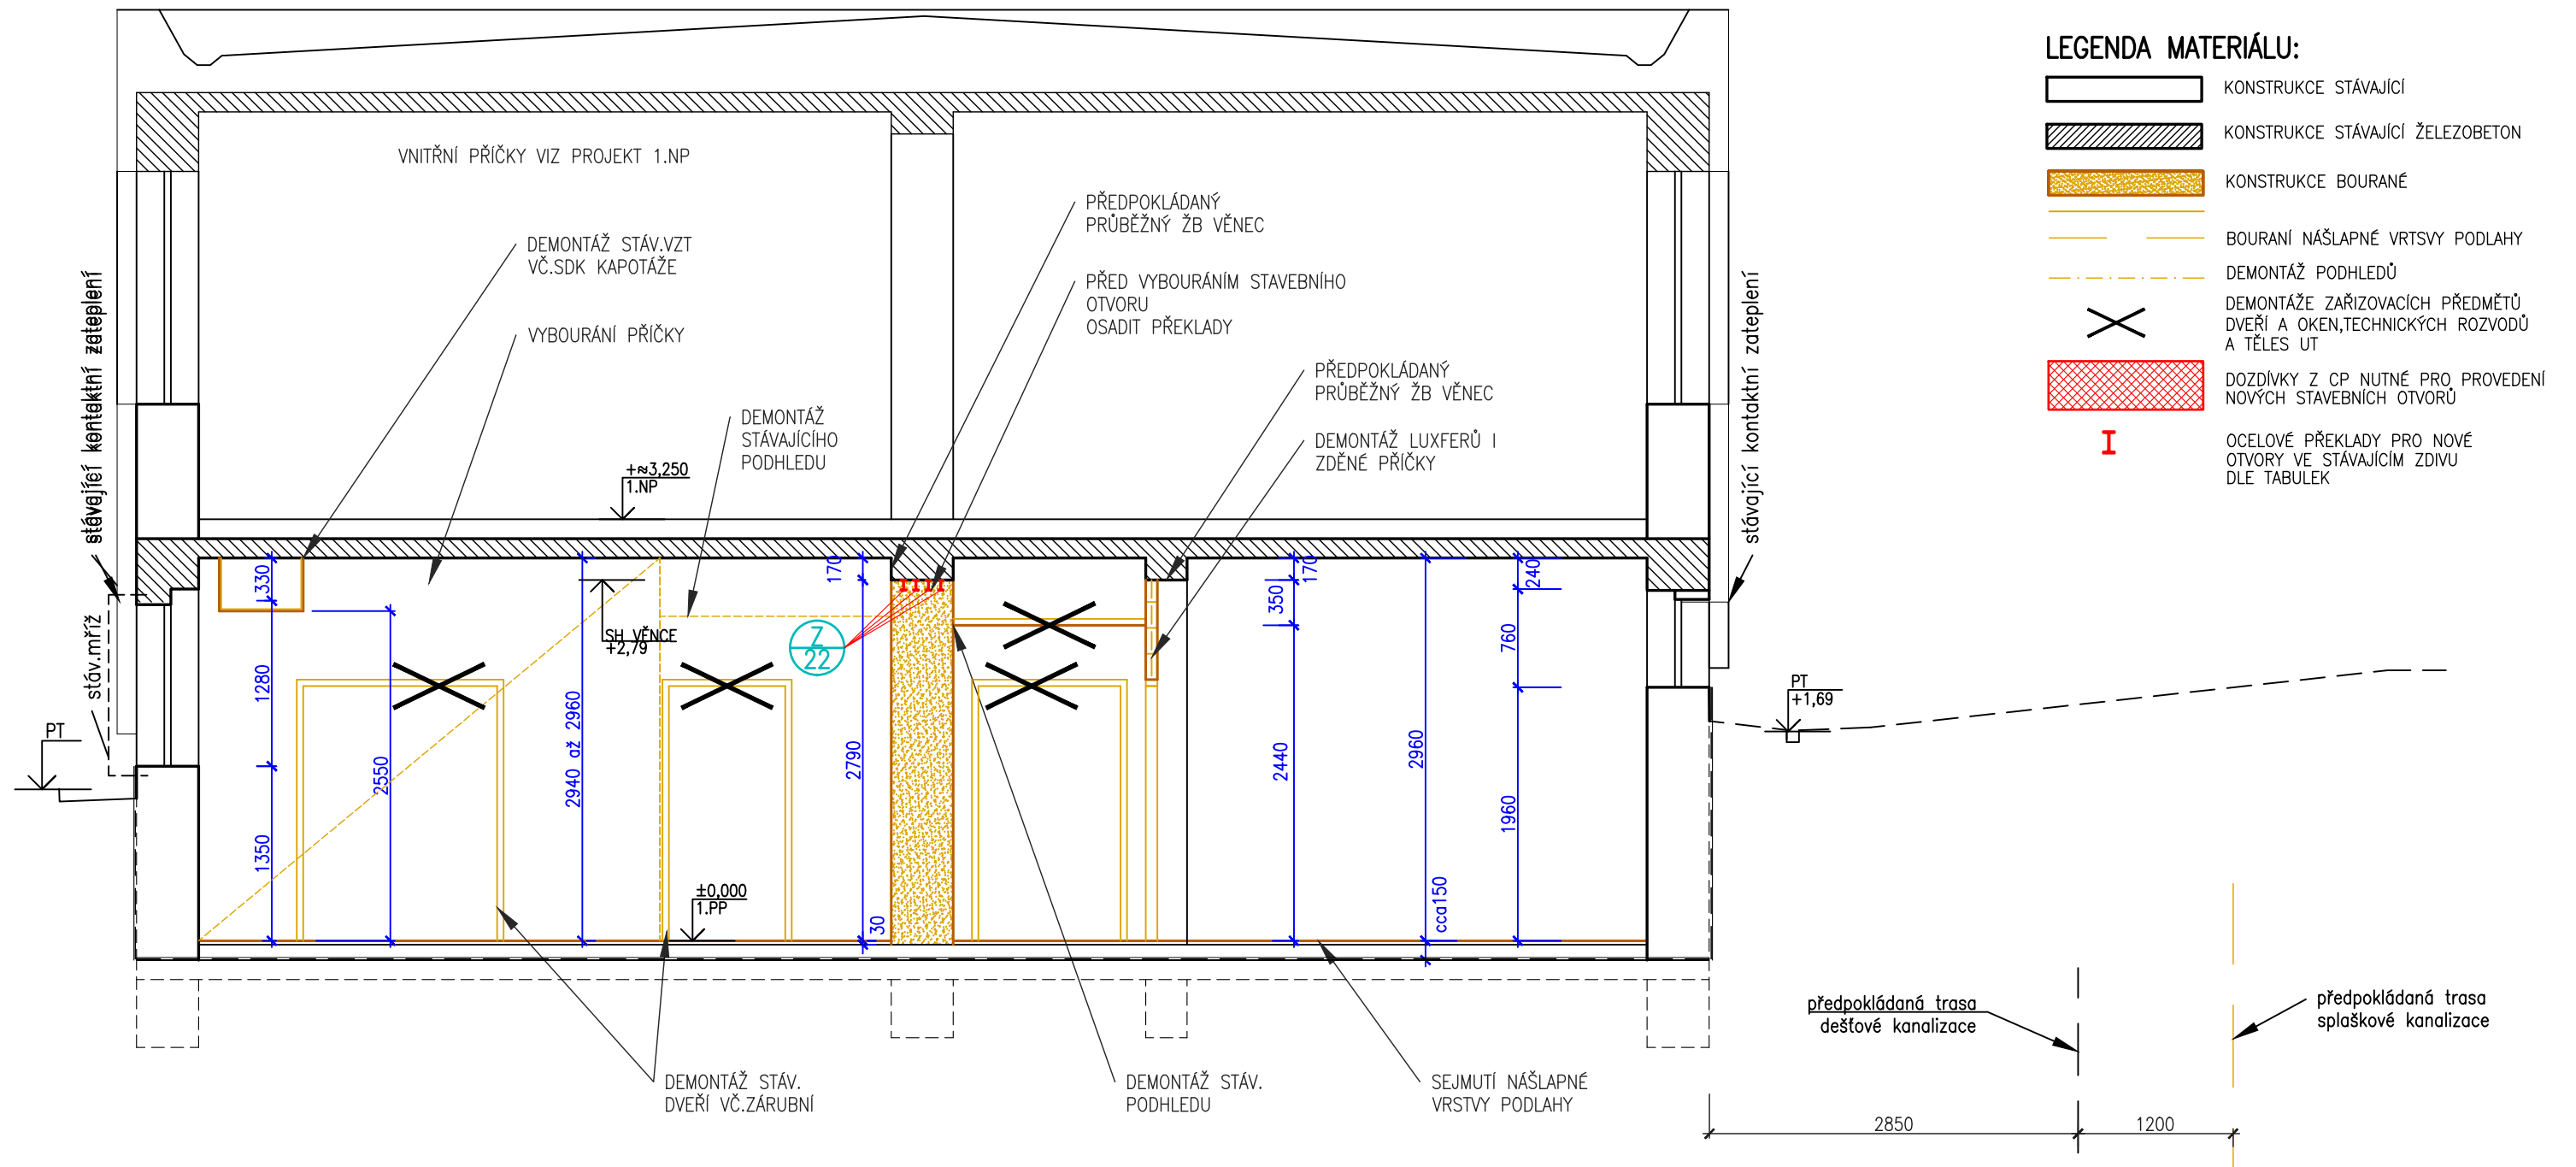 LEGENDA MATERIÁLU:
KONSTRUKCE STÁVAJÍCÍ
KONSTRUKCE STÁVAJÍCÍ ŽELEZOBETON
KONSTRUKCE BOURANÉ
BOURANÍ NÁŠLAPNÉ VRTSVY PODLAHY
DEMONTÁŽ PODHLEDŮ
DEMONTÁŽE ZAŘIZOVACÍCH PŘEDMĚTŮ
DVEŘÍ A OKEN,TECHNICKÝCH ROZVODŮ
A TĚLES UT
DOZDÍVKY Z CP NUTNÉ PRO PROVEDENÍ
NOVÝCH STAVEBNÍCH OTVORŮ
I
OCELOVÉ PŘEKLADY PRO NOVÉ
OTVORY VE STÁVAJÍCÍM ZDIVU
DLE TABULEK
VNITŘNÍ PŘÍČKY VIZ PROJEKT 1.NP
DEMONTÁŽ STÁV.VZT
VČ.SDK KAPOTÁŽE
VYBOURÁNÍ PŘÍČKY
DEMONTÁŽ
STÁVAJÍCÍHO
PODHLEDU
PŘEDPOKLÁDANÝ
PRŮBĚŽNÝ ŽB VĚNEC
PŘED VYBOURÁNÍM STAVEBNÍHO
OTVORU
OSADIT PŘEKLADY
PŘEDPOKLÁDANÝ
PRŮBĚŽNÝ ŽB VĚNEC
DEMONTÁŽ LUXFERŮ I
ZDĚNÉ PŘÍČKY
stávající kontaktní zateplení
stávající kontaktní zateplení
stáv.mříž
PT
+≈3,250
1.NP
SH VĚNCE
+2,79
Z
22
±0,000
1.PP
PT
+1,69
330
1280
1350
2550
2940 až 2960
170
2790
30
170
350
2440
2960
cca150
240
760
1960
DEMONTÁŽ STÁV.
DVEŘÍ VČ.ZÁRUBNÍ
DEMONTÁŽ STÁV.
PODHLEDU
SEJMUTÍ NÁŠLAPNÉ
VRSTVY PODLAHY
předpokládaná trasa
dešťové kanalizace
předpokládaná trasa
splaškové kanalizace
2850
1200